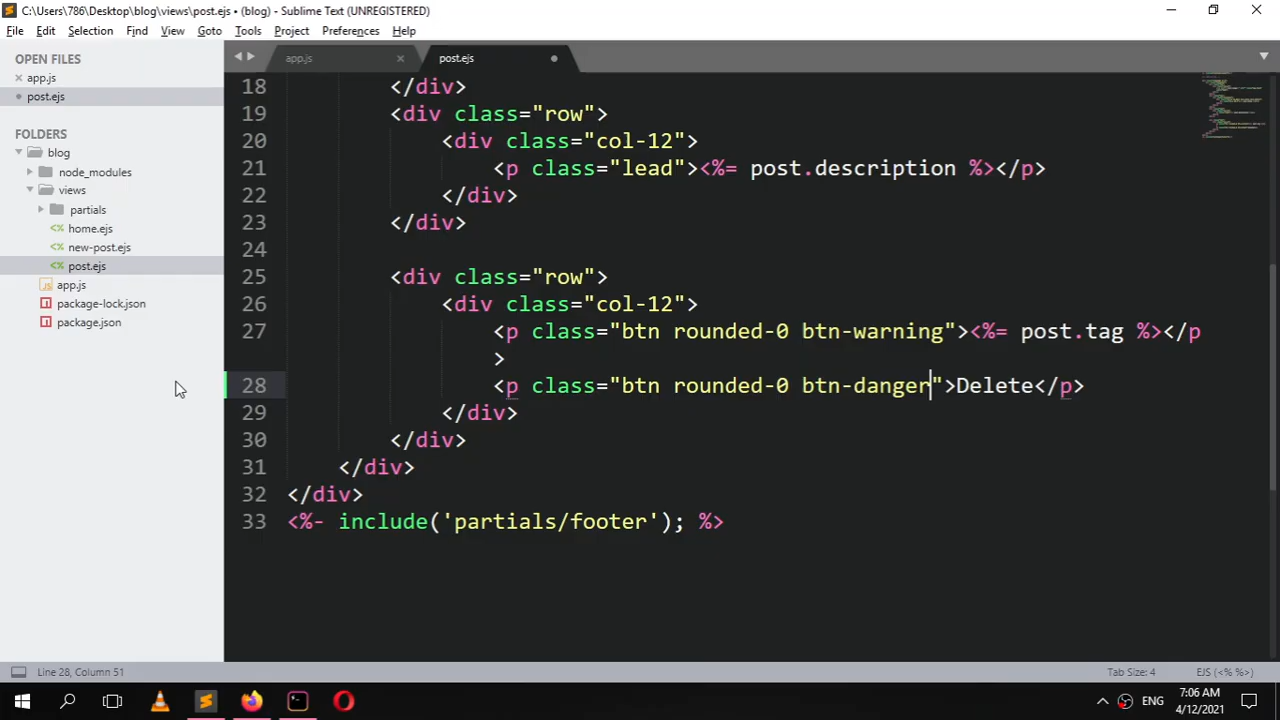 C:\Users\786\Desktop\blog\views\post.ejs • (blog) - Sublime Text (UNREGISTERED)
File Edit Selection Find View Goto Tools Project Preferences Help
OPEN FILES
app.js
post.ejs
FOLDERS
blog
node_modules
views
partials
home.ejs
new-post.ejs
post.ejs
app.js
package-lock.json
package.json
app.js post.ejs
18 </div>
19 <div class="row">
20 <div class="col-12">
21 <p class="lead"><%= post.description %></p>
22 </div>
23 </div>
24
25 <div class="row">
26 <div class="col-12">
27 <p class="btn rounded-0 btn-warning"><%= post.tag %></p
>
28 <p class="btn rounded-0 btn-danger">Delete</p>
29 </div>
30 </div>
31 </div>
32 </div>
33 <%- include('partials/footer'); %>
Line 28, Column 51 Tab Size: 4 EJS (<% %>)
ENG
7:06 AM
4/12/2021